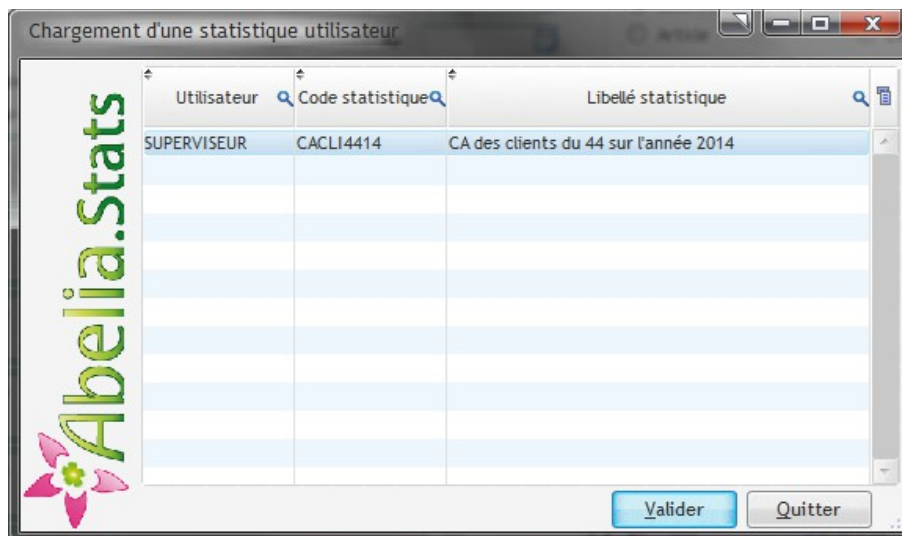 Chargement d'une statistique utilisateur
Article
Utilisateur
Code statistique
Libellé statistique
SUPERVISEUR
CACLI4414
CA des clients du 44 sur l'année 2014
Abelia.Stats
Valider
Quitter